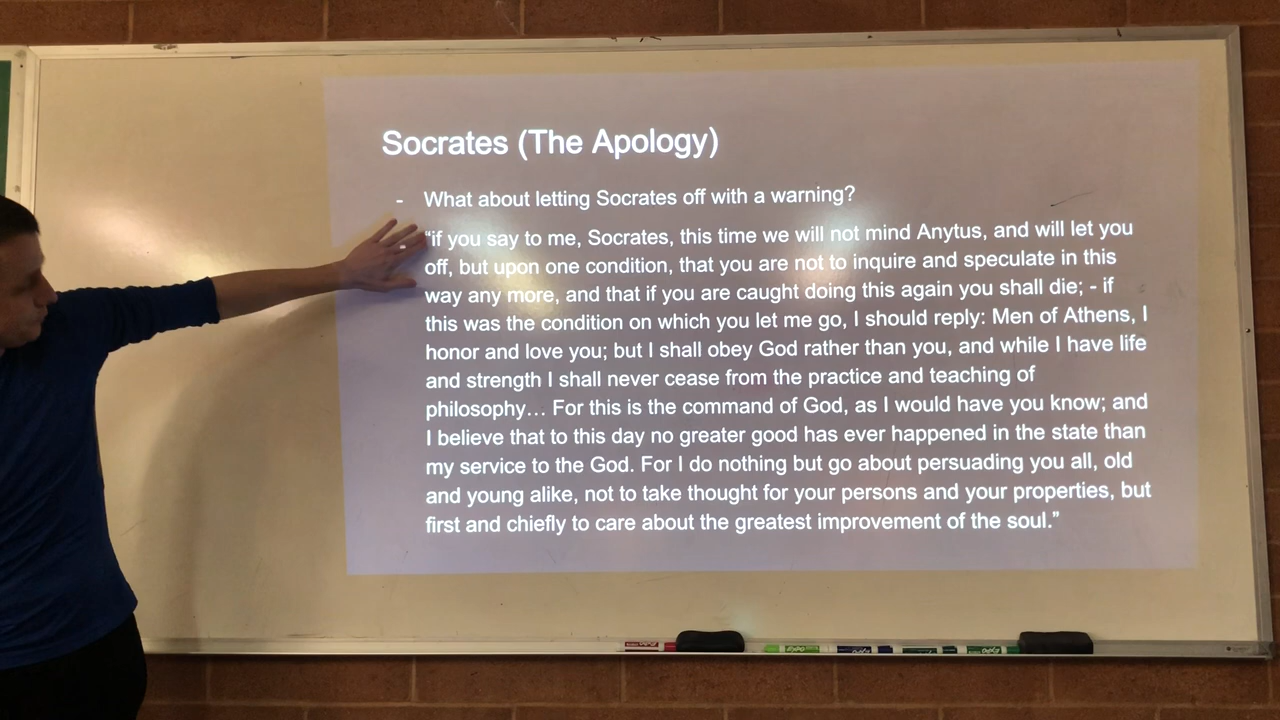 Socrates (The Apology)
- What about letting Socrates off with a warning?
- “if you say to me, Socrates, this time we will not mind Anytus, and will let you
off, but upon one condition, that you are not to inquire and speculate in this
way any more, and that if you are caught doing this again you shall die; - if
this was the condition on which you let me go, I should reply: Men of Athens, I
honor and love you; but I shall obey God rather than you, and while I have life
and strength I shall never cease from the practice and teaching of
philosophy… For this is the command of God, as I would have you know; and
I believe that to this day no greater good has ever happened in the state than
my service to the God. For I do nothing but go about persuading you all, old
and young alike, not to take thought for your persons and your properties, but
first and chiefly to care about the greatest improvement of the soul.”
EXPO